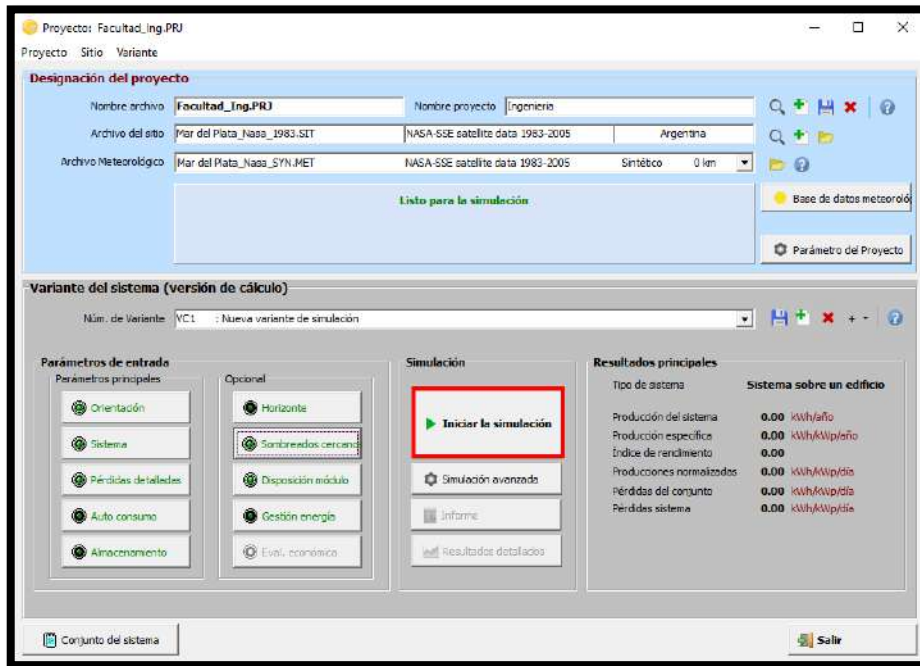 Proyecto: Facultad_Ing.PRJ
Proyecto Sitio Variante
Designación del proyecto
Nombre archivo Facultad_Ing.PRJ Nombre proyecto Ingenieria
Archivo del sitio Mar del Plata_Nasa_1983.SIT NASA-SSE satellite data 1983-2005 Argentina
Archivo Meteorológico Mar del Plata_Nasa_SYN.MET NASA-SSE satellite data 1983-2005 Sintético 0 km
Listo para la simulación
Base de datos meteoroló
Parámetro del Proyecto
Variante del sistema (versión de cálculo)
Núm. de Variante VC1 : Nueva variante de simulación
Parámetros de entrada
Parámetros principales
Orientación
Sistema
Pérdidas detalladas
Auto consumo
Almacenamiento
Opcional
Horizonte
Sombreados cercano
Disposición módulo
Gestión energía
Eval. económica
Simulación
Iniciar la simulación
Simulación avanzada
Informe
Resultados detallados
Resultados principales
Tipo de sistema Sistema sobre un edificio
Producción del sistema 0.00 kWh/año
Producción específica 0.00 kWh/kWp/año
Índice de rendimiento 0.00
Producciones normalizadas 0.00 kWh/kWp/día
Pérdidas del conjunto 0.00 kWh/kWp/día
Pérdidas sistema 0.00 kWh/kWp/día
Conjunto del sistema
Salir